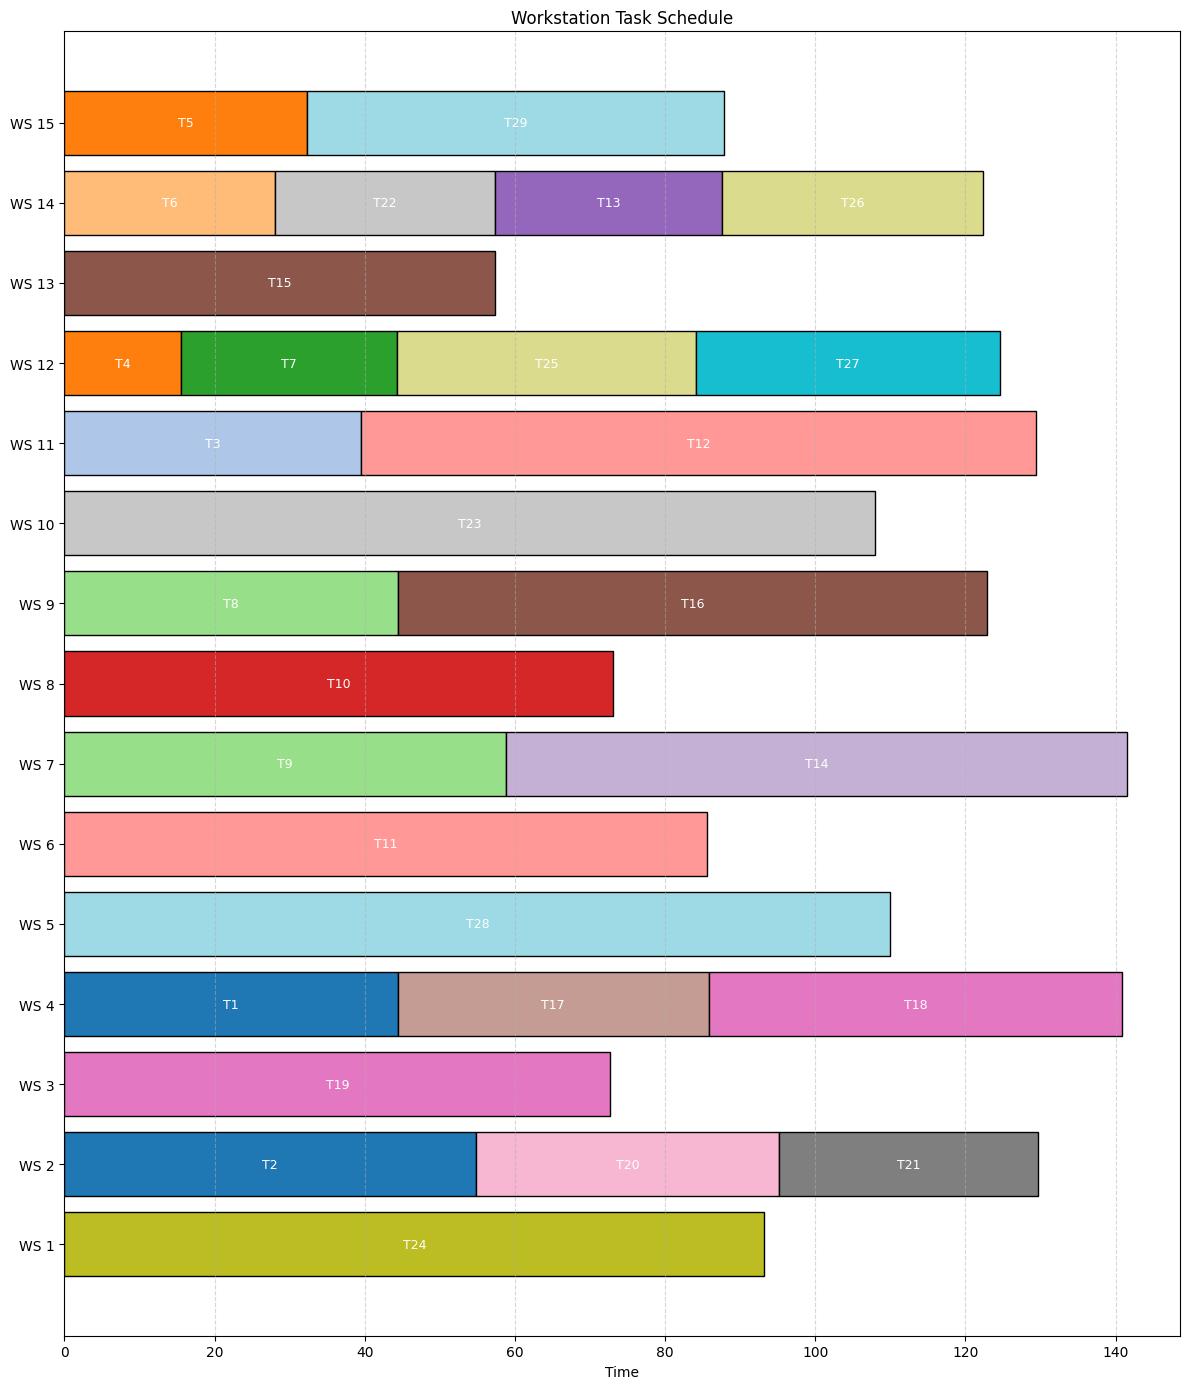 Workstation Task Schedule
WS 15 T5 T29
WS 14 T6 T22 T13 T26
WS 13 T15
WS 12 T4 T7 T25 T27
WS 11 T3 T12
WS 10 T23
WS 9 T8 T16
WS 8 T10
WS 7 T9 T14
WS 6 T11
WS 5 T28
WS 4 T1 T17 T18
WS 3 T19
WS 2 T2 T20 T21
WS 1 T24
0 20 40 60 80 100 120 140
Time